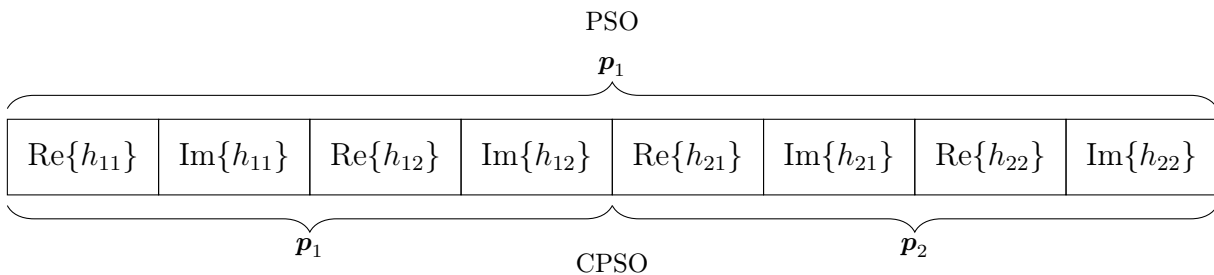 PSO
p₁
Re{h₁₁} Im{h₁₁} Re{h₁₂} Im{h₁₂} Re{h₂₁} Im{h₂₁} Re{h₂₂} Im{h₂₂}
p₁ p₂
CPSO